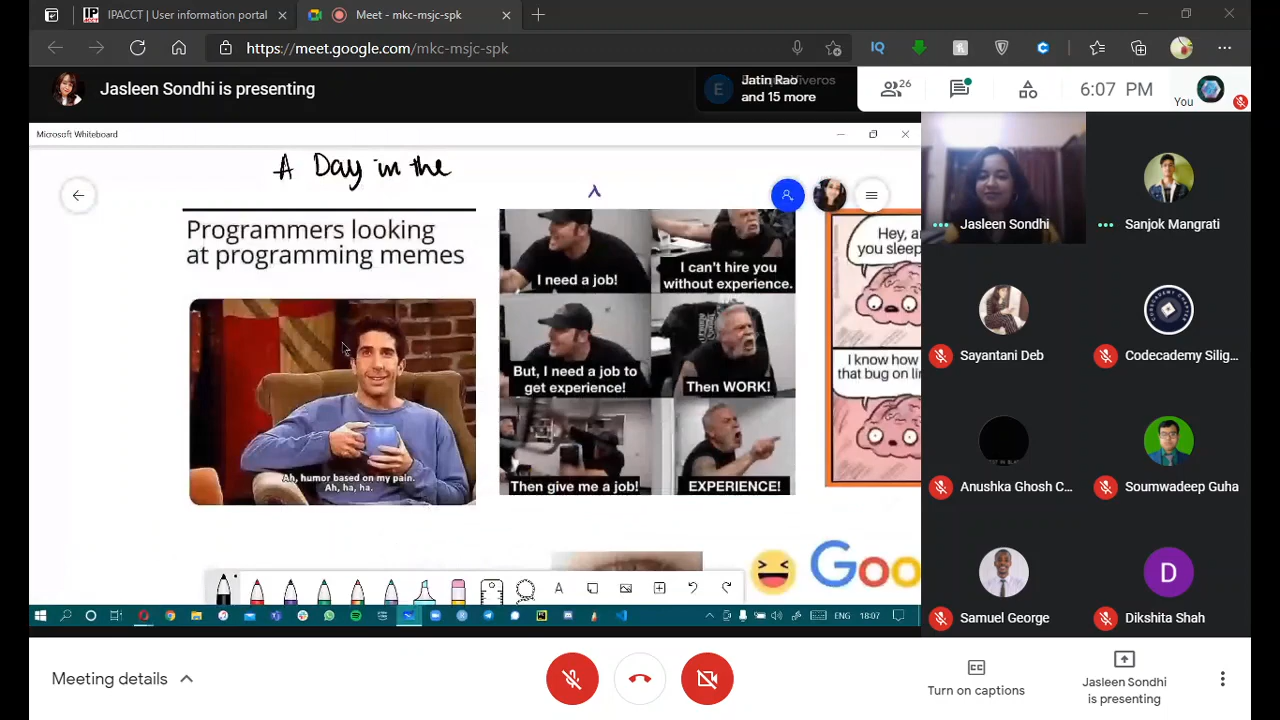 IPACCT | User information portal
Meet - mkc-msjc-spk
https://meet.google.com/mkc-msjc-spk
IQ
Jasleen Sondhi is presenting
E
Jatin Rao
and 15 more
26
6:07 PM
You
Microsoft Whiteboard
A Day in the
Programmers looking
at programming memes
Ah, humor based on my pain.
Ah, ha, ha.
I need a job!
I can't hire you
without experience.
But, I need a job to
get experience!
Then WORK!
Then give me a job!
EXPERIENCE!
Hey, ar
you sleep
I know how
that bug on lin
Goo
ENG
18:07
Jasleen Sondhi
Sanjok Mangrati
Sayantani Deb
Codecademy Silig...
Anushka Ghosh C...
Soumwadeep Guha
Samuel George
D
Dikshita Shah
Meeting details
Turn on captions
Jasleen Sondhi
is presenting